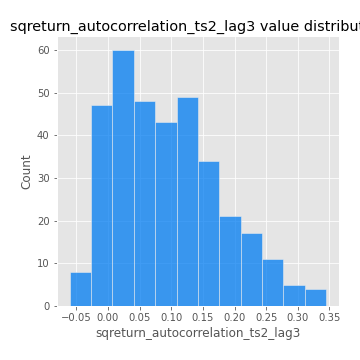 sqreturn_autocorrelation_ts2_lag3 value distribut
60
50
40
30
20
10
0
Count
−0.05 0.00 0.05 0.10 0.15 0.20 0.25 0.30 0.35
sqreturn_autocorrelation_ts2_lag3